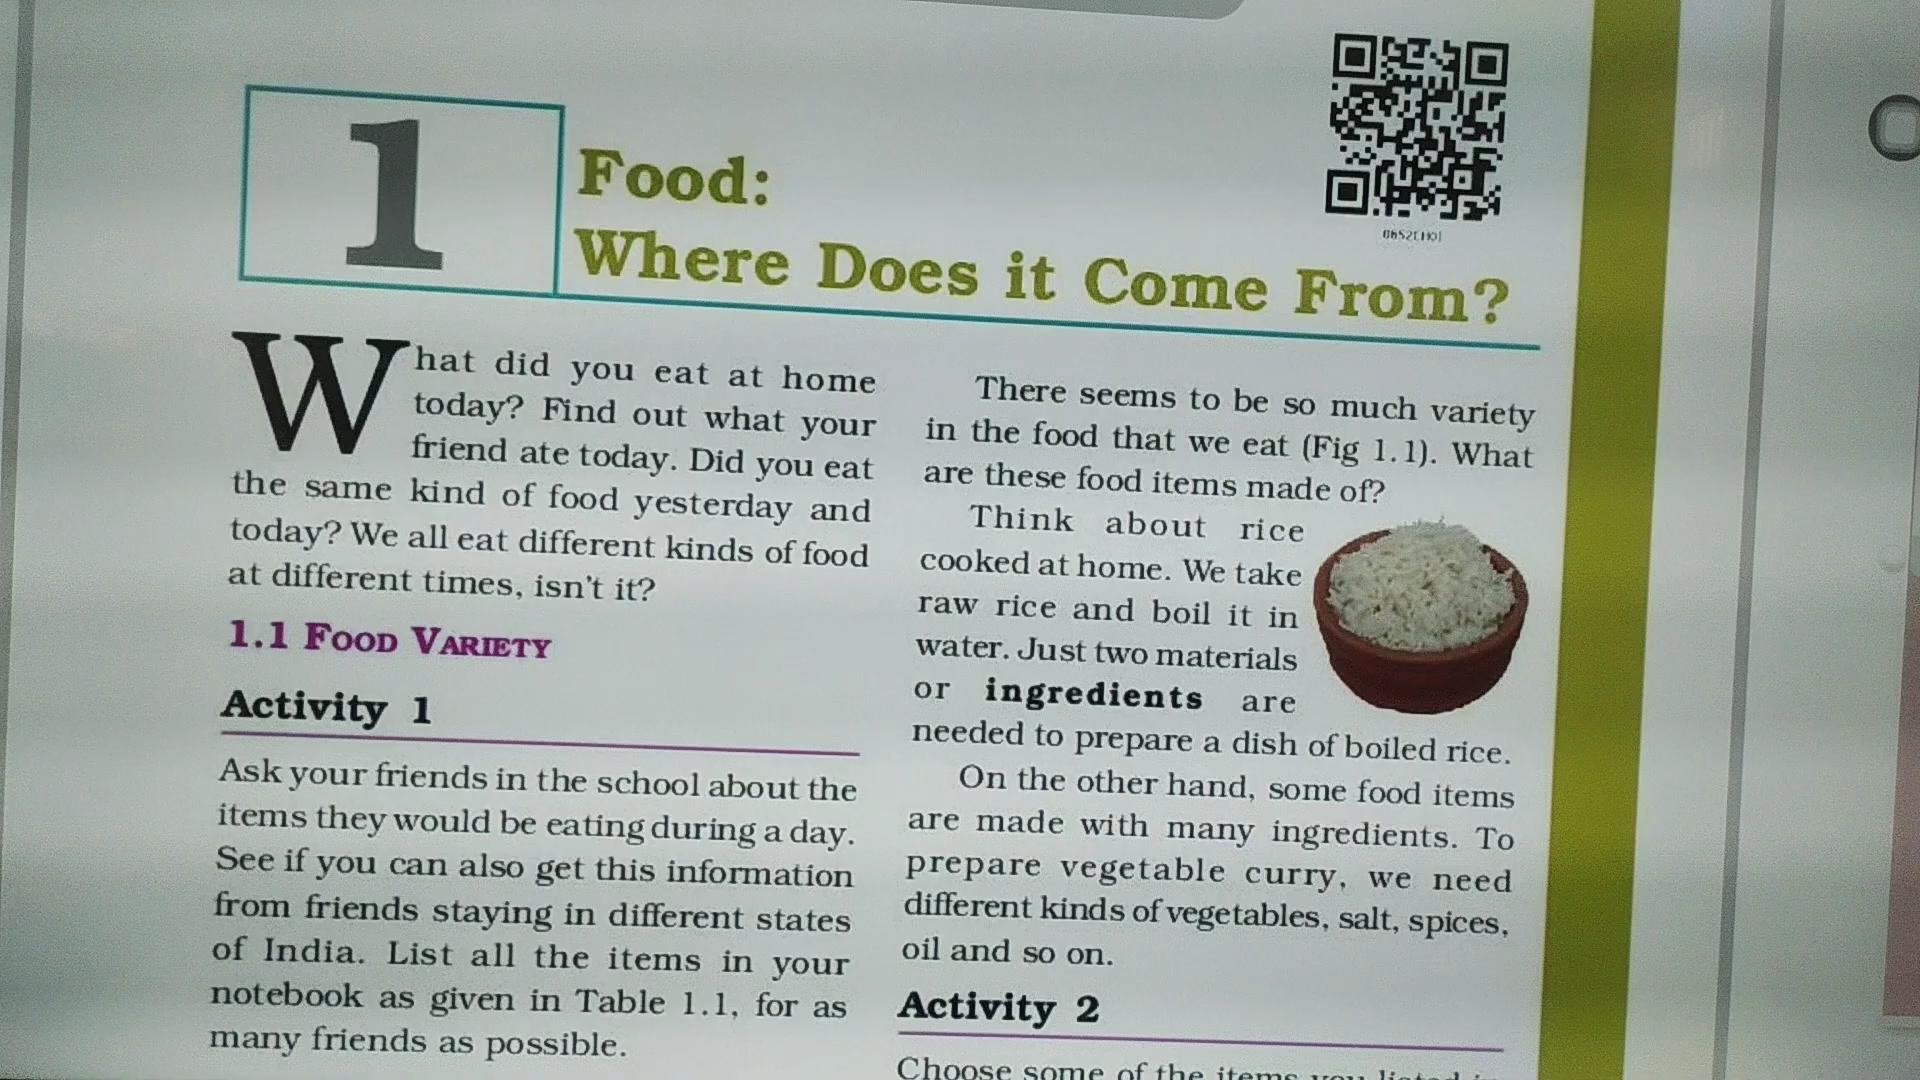 1
Food:
Where Does it Come From?
What did you eat at home
today? Find out what your
friend ate today. Did you eat
the same kind of food yesterday and
today? We all eat different kinds of food
at different times, isn't it?
1.1 FOOD VARIETY
Activity 1
Ask your friends in the school about the
items they would be eating during a day.
See if you can also get this information
from friends staying in different states
of India. List all the items in your
notebook as given in Table 1.1, for as
many friends as possible.
There seems to be so much variety
in the food that we eat (Fig 1.1). What
are these food items made of?
Think about rice
cooked at home. We take
raw rice and boil it in
water. Just two materials
or ingredients are
needed to prepare a dish of boiled rice.
On the other hand, some food items
are made with many ingredients. To
prepare vegetable curry, we need
different kinds of vegetables, salt, spices,
oil and so on.
Activity 2
Choose some of the items you listed